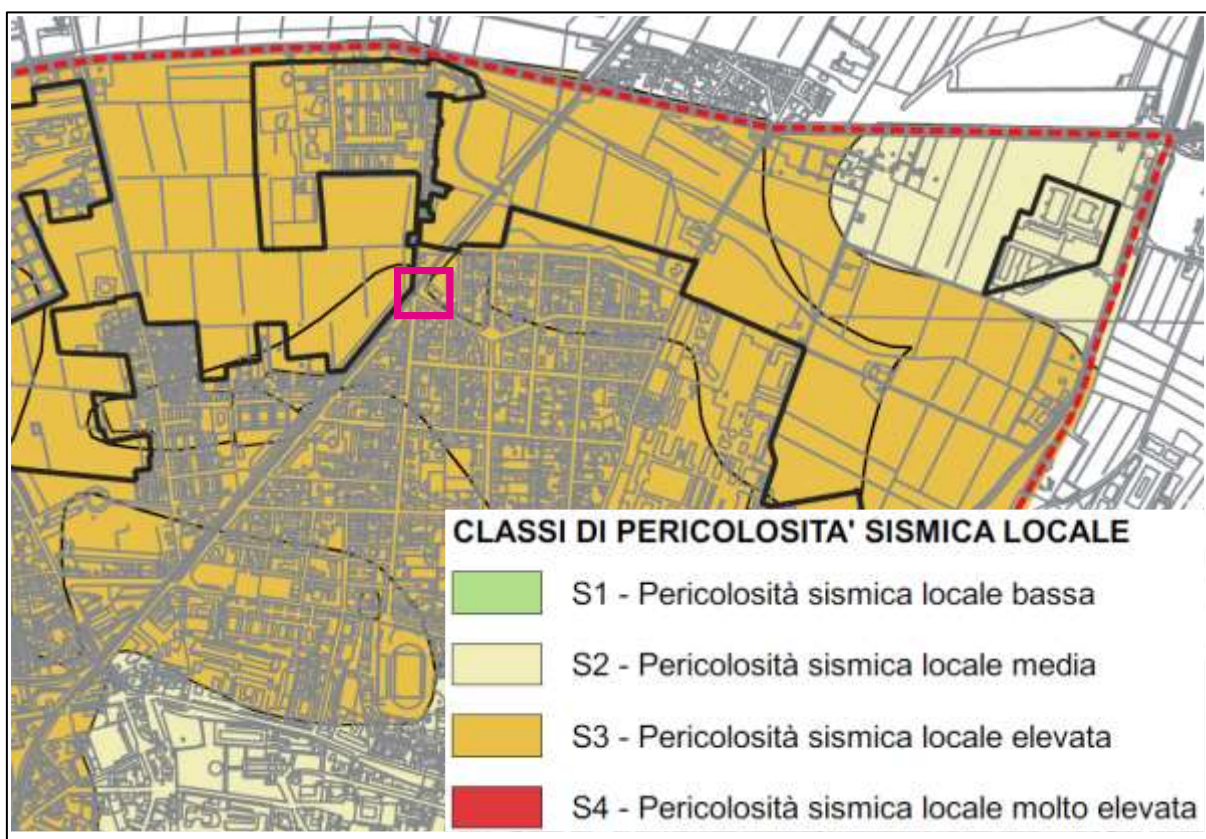 CLASSI DI PERICOLOSITA' SISMICA LOCALE
S1 - Pericolosità sismica locale bassa
S2 - Pericolosità sismica locale media
S3 - Pericolosità sismica locale elevata
S4 - Pericolosità sismica locale molto elevata